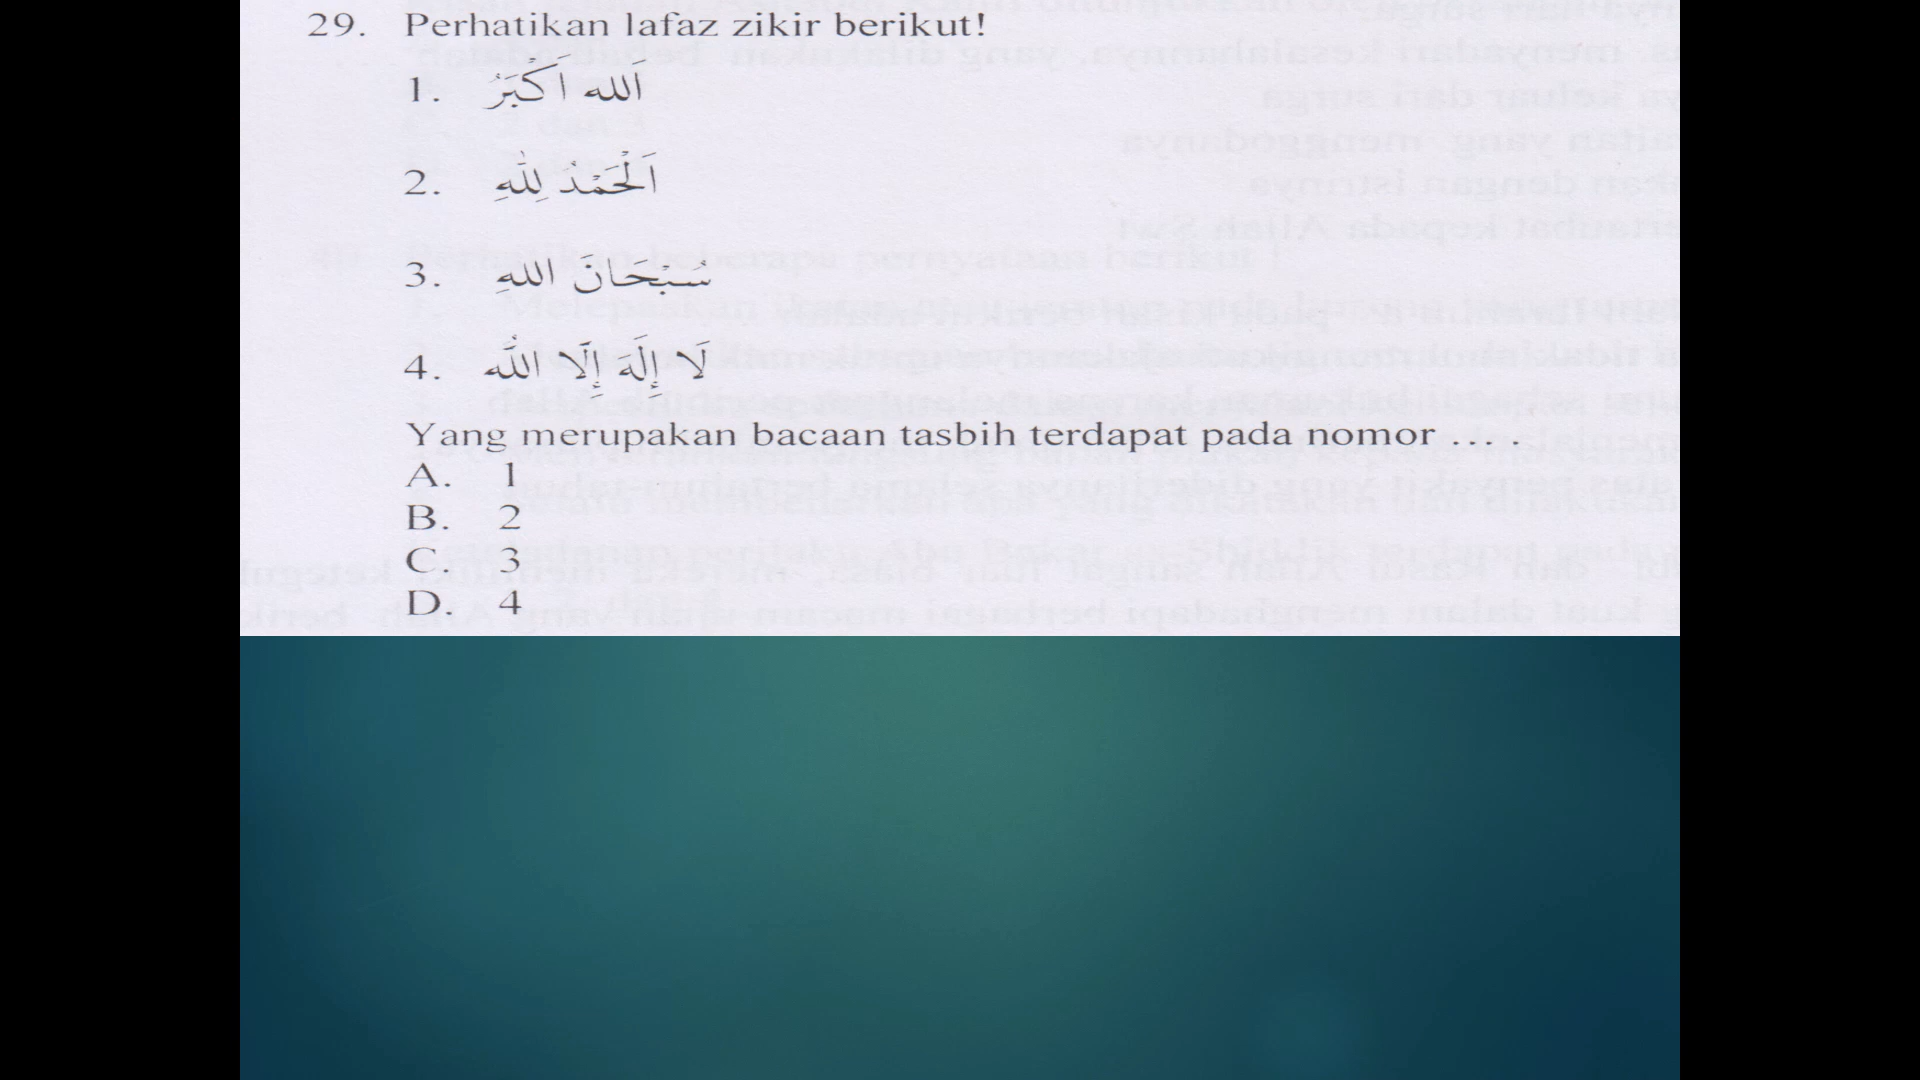 29. Perhatikan lafaz zikir berikut!
1. اَلله اَكْبَرُ
2. اَلْحَمْدُ لِلّٰهِ
3. سُبْحَانَ اللهِ
4. لَا إِلٰهَ إِلَّا اللّٰه
Yang merupakan bacaan tasbih terdapat pada nomor . . . .
A. 1
B. 2
C. 3
D. 4